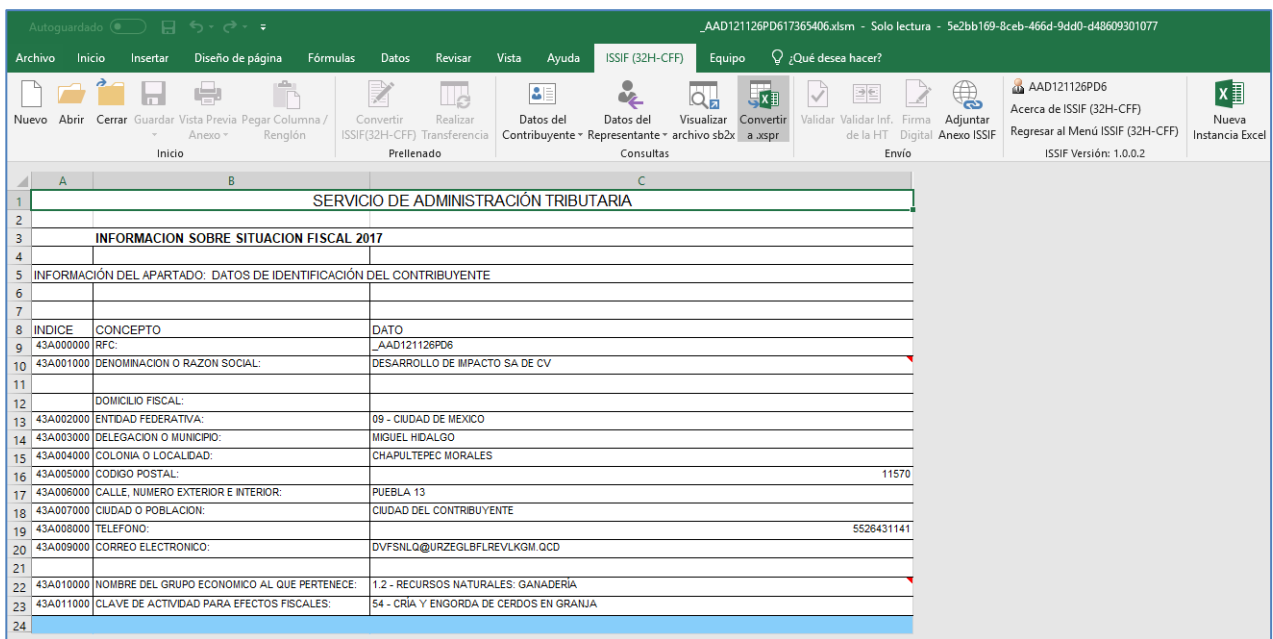 Autoguardado
_AAD121126PD617365406.xlsm - Solo lectura - 5e2bb169-8ceb-466d-9dd0-d48609301077
Archivo Inicio Insertar Diseño de página Fórmulas Datos Revisar Vista Ayuda ISSIF (32H-CFF) Equipo ¿Qué desea hacer?
Nuevo Abrir Cerrar Guardar Vista Previa Anexo Pegar Columna / Renglón
Inicio
Convertir ISSIF(32H-CFF) Realizar Transferencia
Prellenado
Datos del Contribuyente Datos del Representante Visualizar archivo sb2x Convertir a .xspr
Consultas
Validar Validar Inf. de la HT Firma Digital Adjuntar Anexo ISSIF
Envío
AAD121126PD6
Acerca de ISSIF (32H-CFF)
Regresar al Menú ISSIF (32H-CFF)
ISSIF Versión: 1.0.0.2
Nueva Instancia Excel
A B C
1 SERVICIO DE ADMINISTRACIÓN TRIBUTARIA
2
3 INFORMACION SOBRE SITUACION FISCAL 2017
4
5 INFORMACIÓN DEL APARTADO: DATOS DE IDENTIFICACIÓN DEL CONTRIBUYENTE
6
7
8 INDICE CONCEPTO DATO
9 43A000000 RFC: _AAD121126PD6
10 43A001000 DENOMINACION O RAZON SOCIAL: DESARROLLO DE IMPACTO SA DE CV
11
12 DOMICILIO FISCAL:
13 43A002000 ENTIDAD FEDERATIVA: 09 - CIUDAD DE MEXICO
14 43A003000 DELEGACION O MUNICIPIO: MIGUEL HIDALGO
15 43A004000 COLONIA O LOCALIDAD: CHAPULTEPEC MORALES
16 43A005000 CODIGO POSTAL: 11570
17 43A006000 CALLE, NUMERO EXTERIOR E INTERIOR: PUEBLA 13
18 43A007000 CIUDAD O POBLACION: CIUDAD DEL CONTRIBUYENTE
19 43A008000 TELEFONO: 5526431141
20 43A009000 CORREO ELECTRONICO: DVFSNLQ@URZEGLBFLREVLKGM.QCD
21
22 43A010000 NOMBRE DEL GRUPO ECONOMICO AL QUE PERTENECE: 1.2 - RECURSOS NATURALES: GANADERÍA
23 43A011000 CLAVE DE ACTIVIDAD PARA EFECTOS FISCALES: 54 - CRÍA Y ENGORDA DE CERDOS EN GRANJA
24